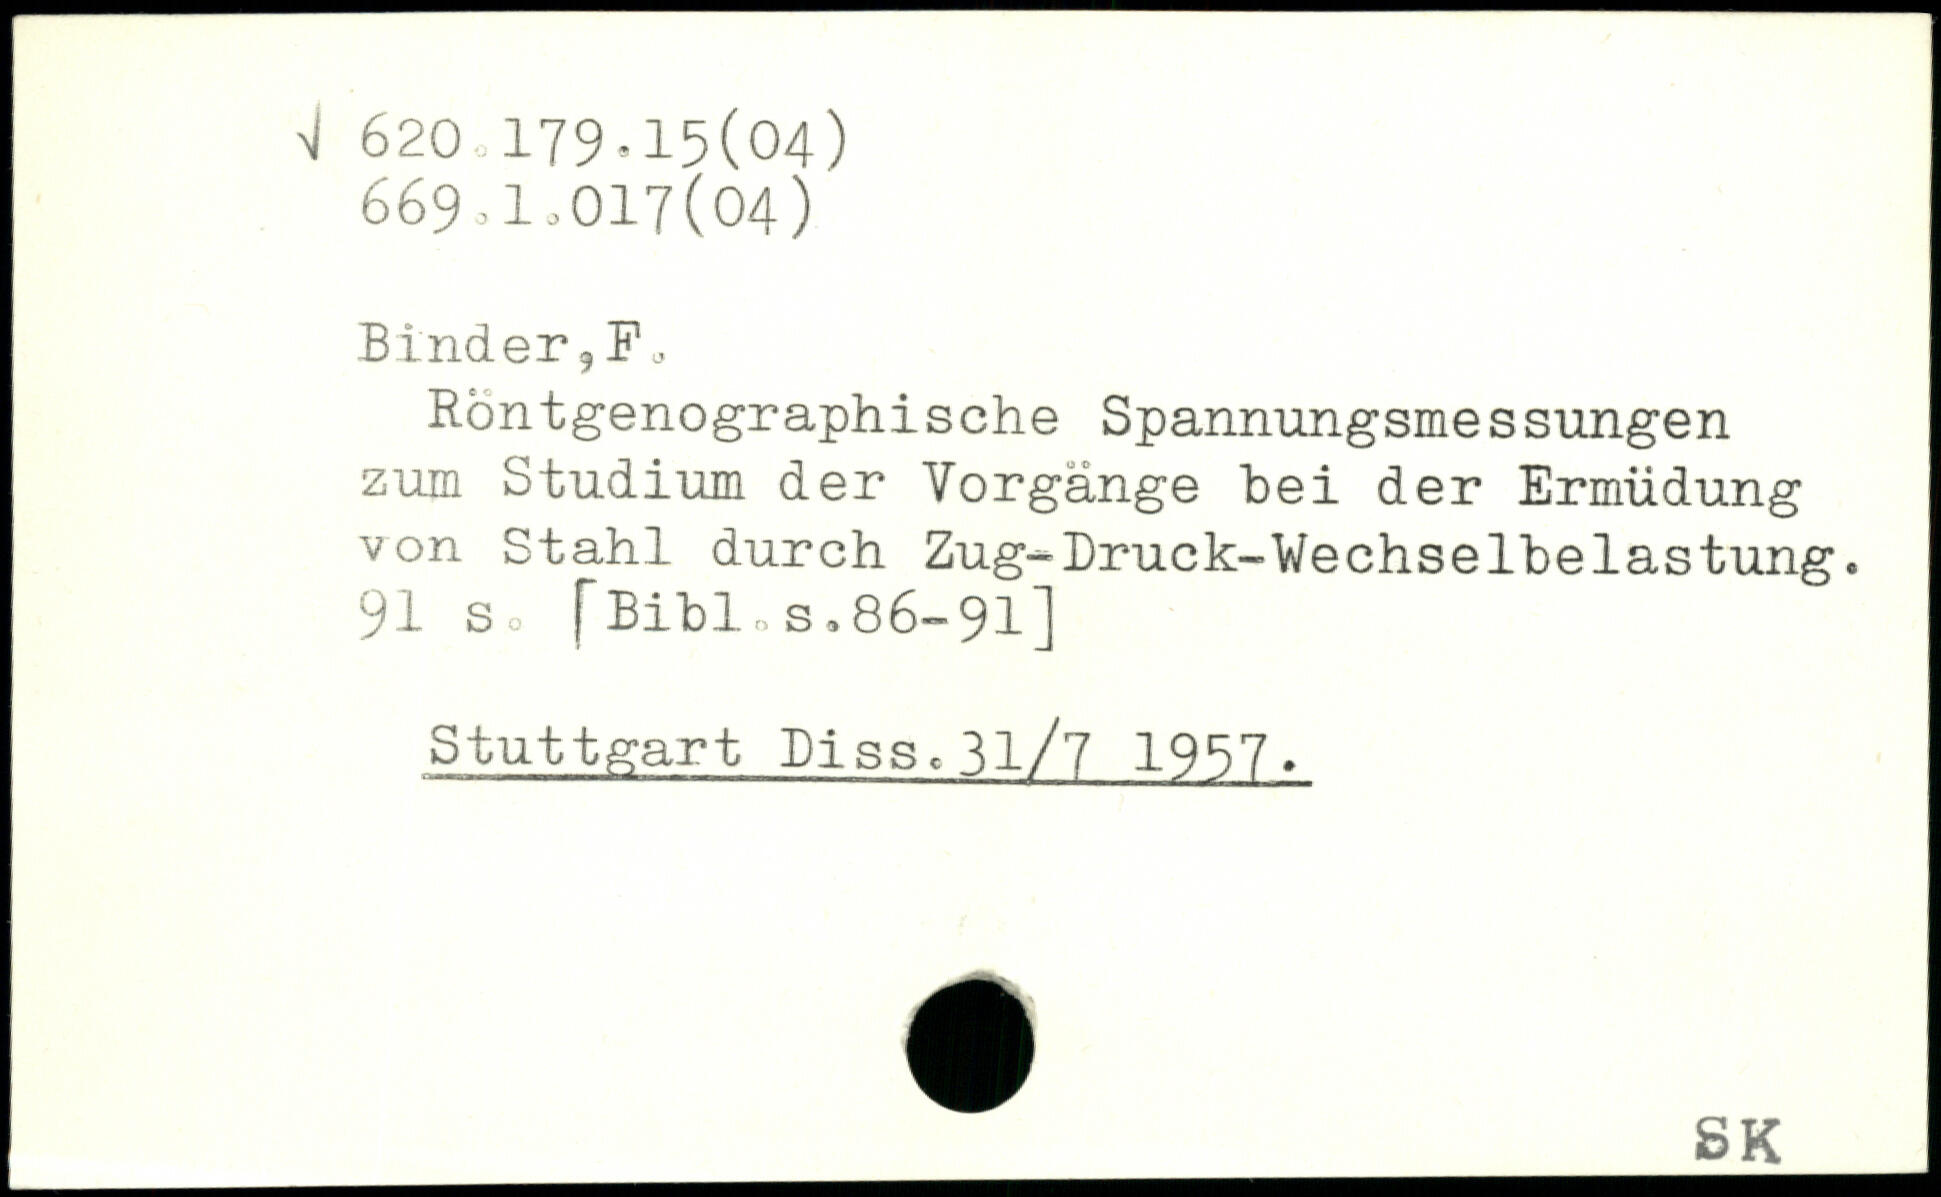 √ 620.179.15(04)
669.1.017(04)
Binder,F.
Röntgenographische Spannungsmessungen
zum Studium der Vorgänge bei der Ermüdung
von Stahl durch Zug-Druck-Wechselbelastung.
91 s. [Bibl.s.86-91]
Stuttgart Diss.31/7 1957.
SK